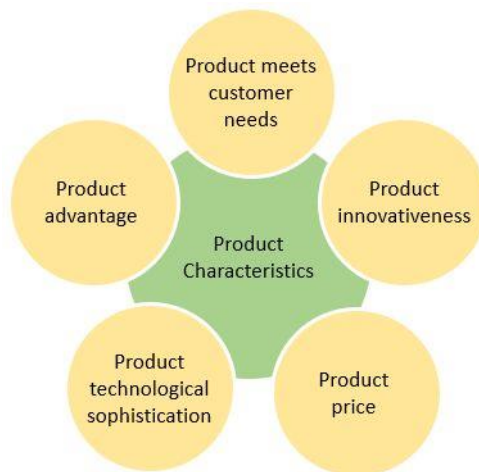 Product meets
customer
needs
Product
advantage
Product
innovativeness
Product
Characteristics
Product
technological
sophistication
Product
price